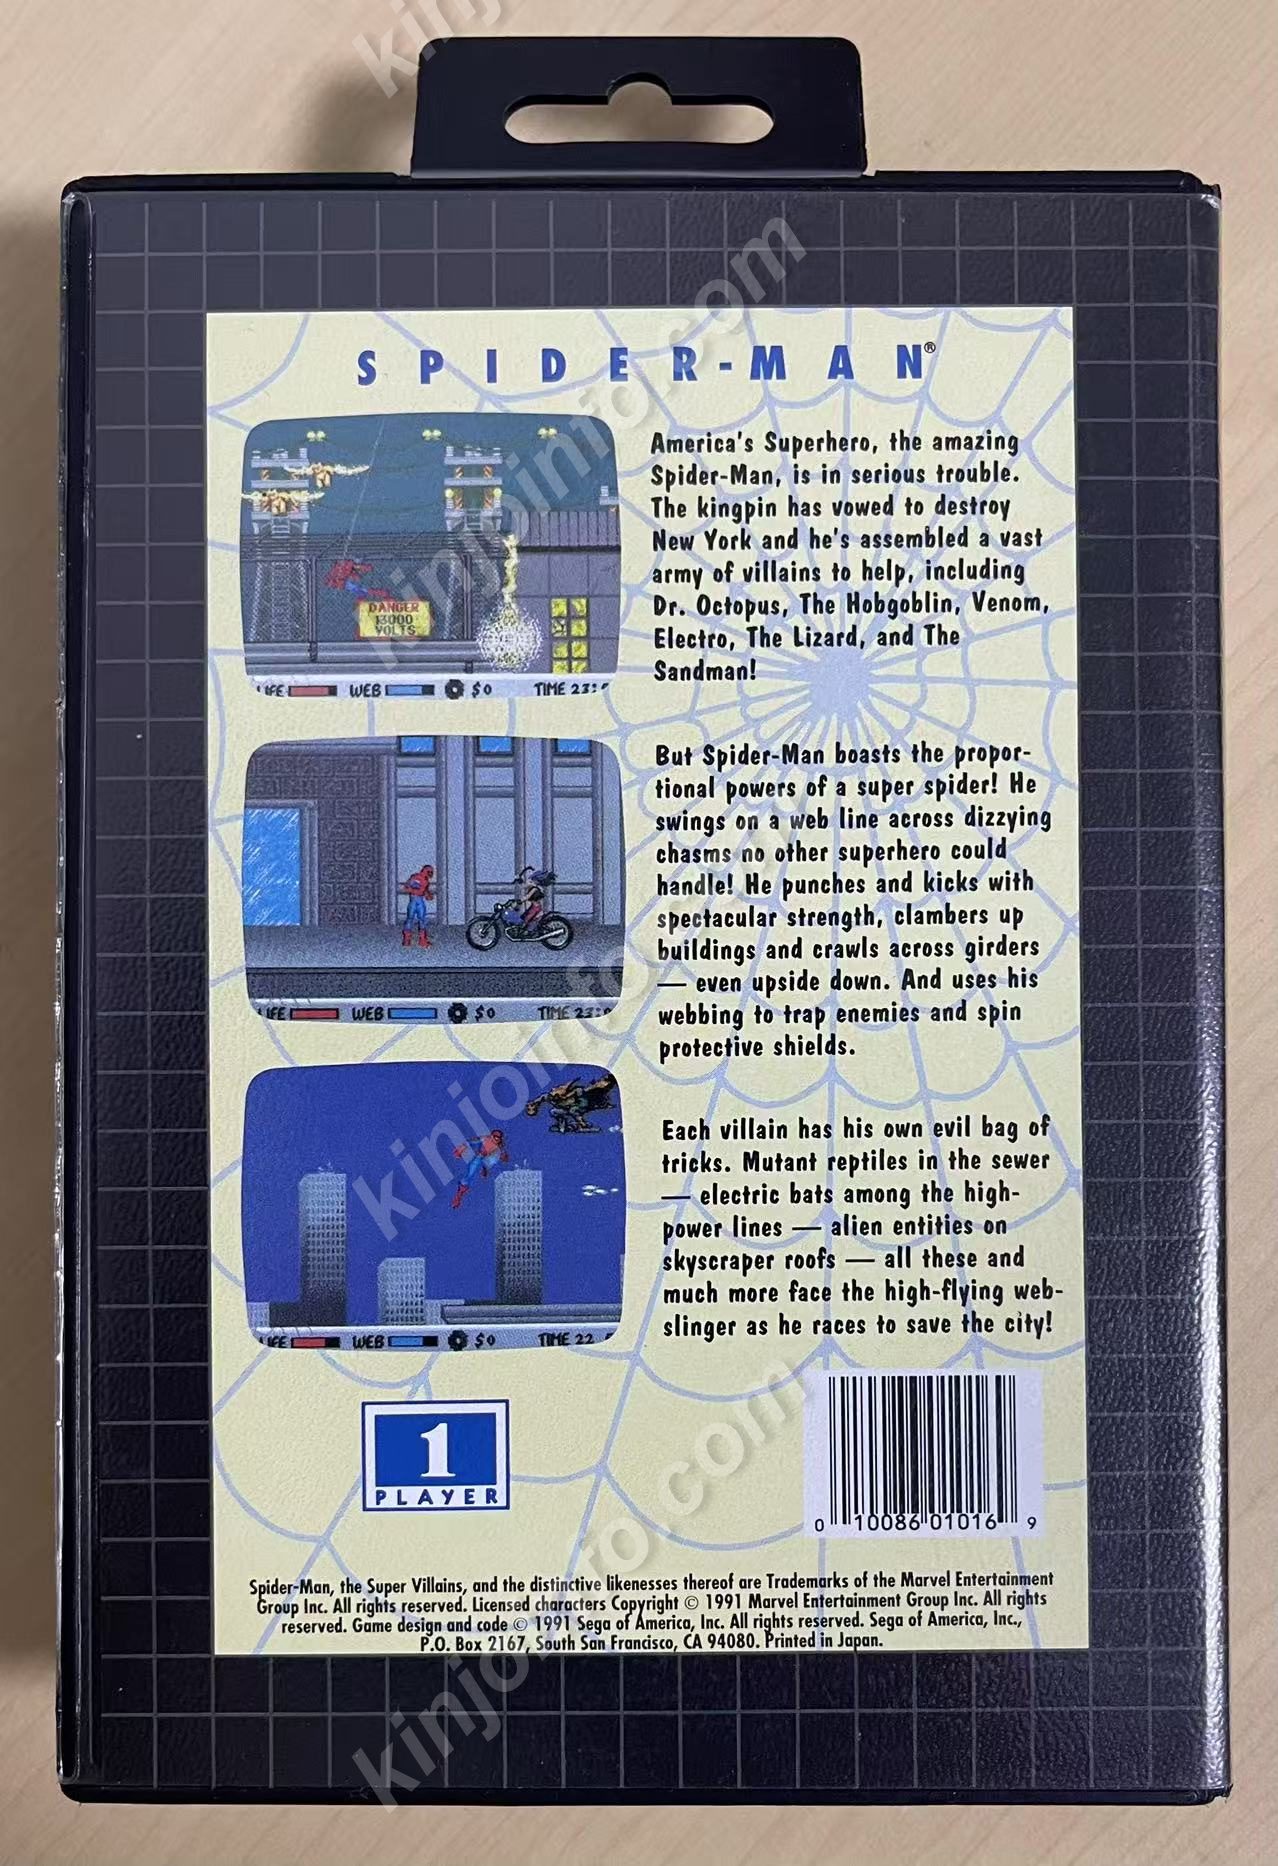 SPIDER-MAN®
America's Superhero, the amazing
Spider-Man, is in serious trouble.
The kingpin has vowed to destroy
New York and he's assembled a vast
army of villains to help, including
Dr. Octopus, The Hobgoblin, Venom,
Electro, The Lizard, and The
Sandman!
DANGER
13000
VOLTS
WEB $0 TIME 23:
But Spider-Man boasts the propor-
tional powers of a super spider! He
swings on a web line across dizzying
chasms no other superhero could
handle! He punches and kicks with
spectacular strength, clambers up
buildings and crawls across girders
— even upside down. And uses his
webbing to trap enemies and spin
protective shields.
WEB $0 TIME 23:
Each villain has his own evil bag of
tricks. Mutant reptiles in the sewer
— electric bats among the high-
power lines — alien entities on
skyscraper roofs — all these and
much more face the high-flying web-
slinger as he races to save the city!
WEB $0 TIME 22
1
PLAYER
0 10086 01016 9
Spider-Man, the Super Villains, and the distinctive likenesses thereof are Trademarks of the Marvel Entertainment
Group Inc. All rights reserved. Licensed characters Copyright © 1991 Marvel Entertainment Group Inc. All rights
reserved. Game design and code © 1991 Sega of America, Inc. All rights reserved. Sega of America, Inc.,
P.O. Box 2167, South San Francisco, CA 94080. Printed in Japan.